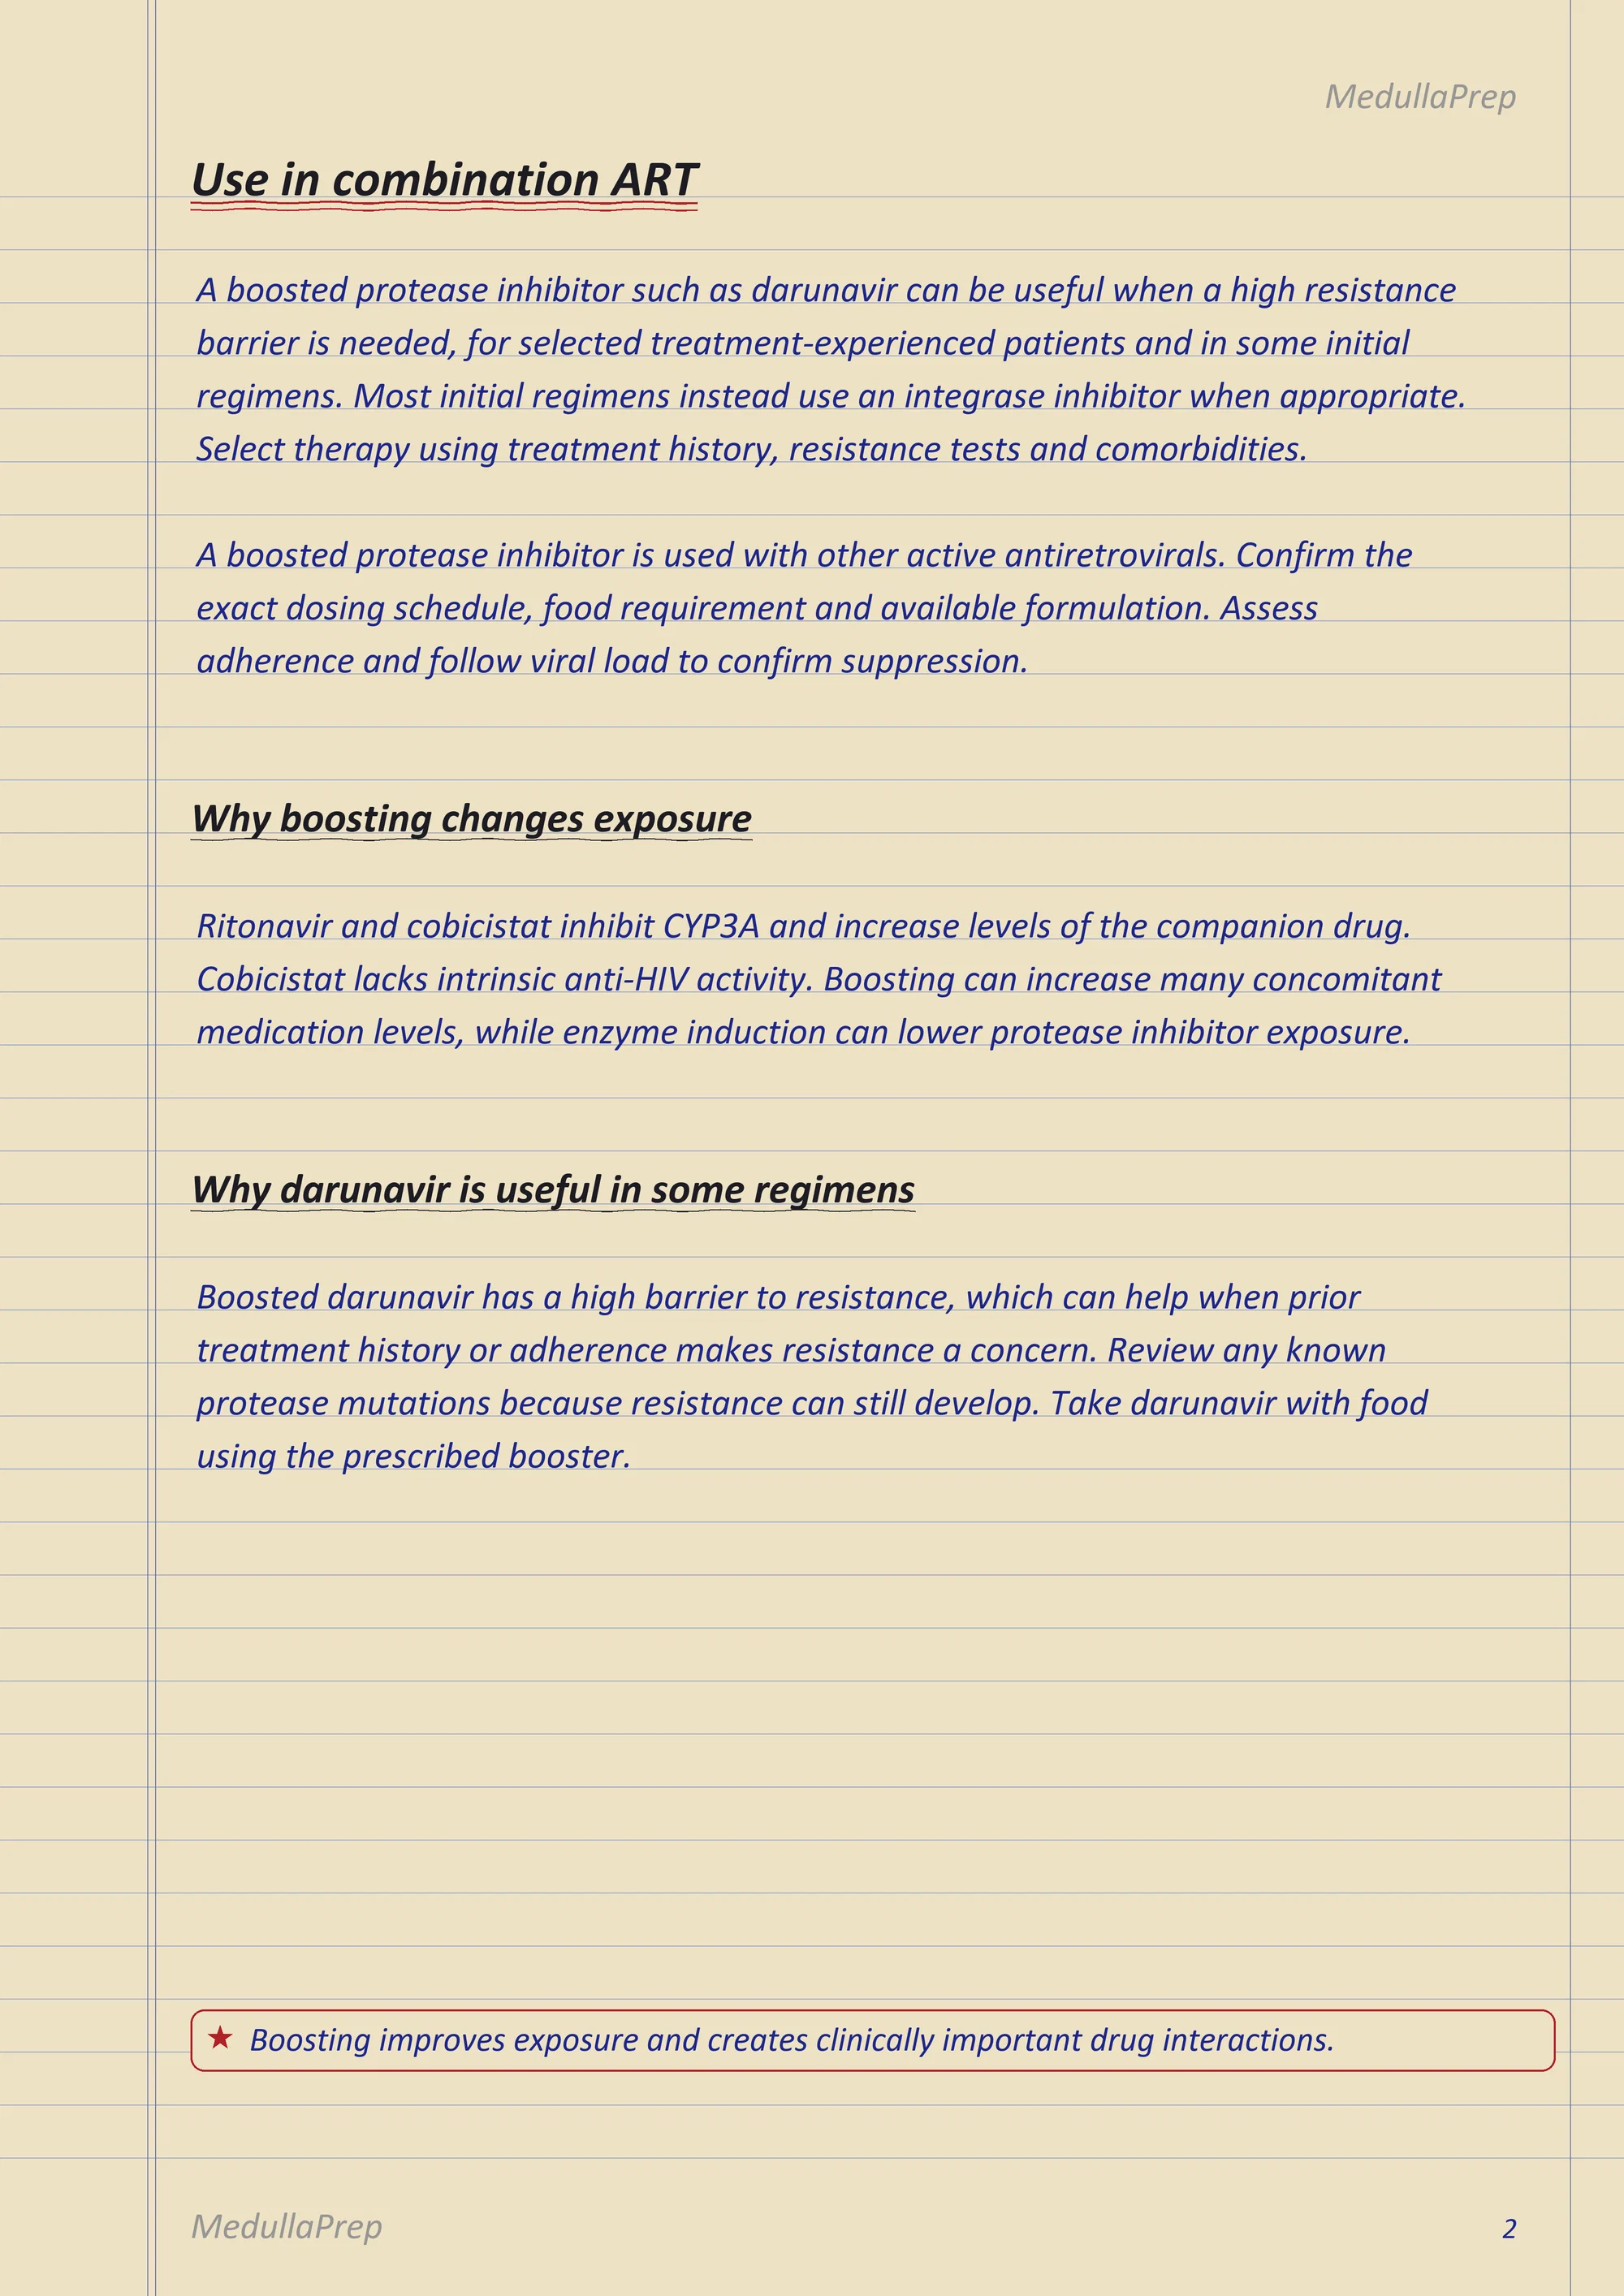 MedullaPrep
Use in combination ART
A boosted protease inhibitor such as darunavir can be useful when a high resistance
barrier is needed, for selected treatment-experienced patients and in some initial
regimens. Most initial regimens instead use an integrase inhibitor when appropriate.
Select therapy using treatment history, resistance tests and comorbidities.
A boosted protease inhibitor is used with other active antiretrovirals. Confirm the
exact dosing schedule, food requirement and available formulation. Assess
adherence and follow viral load to confirm suppression.
Why boosting changes exposure
Ritonavir and cobicistat inhibit CYP3A and increase levels of the companion drug.
Cobicistat lacks intrinsic anti-HIV activity. Boosting can increase many concomitant
medication levels, while enzyme induction can lower protease inhibitor exposure.
Why darunavir is useful in some regimens
Boosted darunavir has a high barrier to resistance, which can help when prior
treatment history or adherence makes resistance a concern. Review any known
protease mutations because resistance can still develop. Take darunavir with food
using the prescribed booster.
★ Boosting improves exposure and creates clinically important drug interactions.
MedullaPrep
2